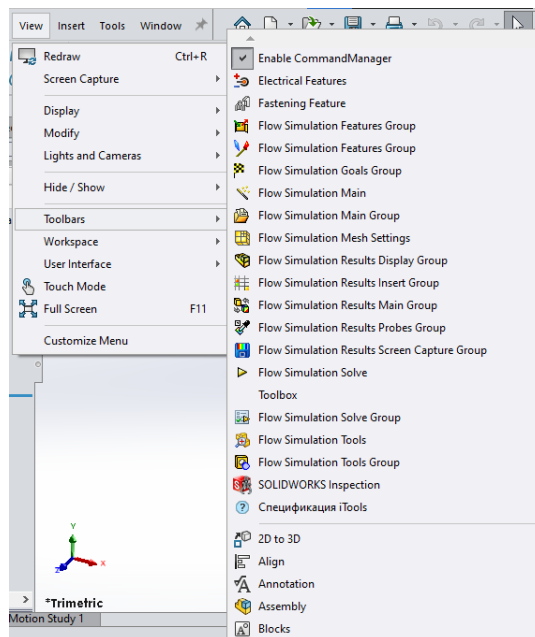 View Insert Tools Window
Redraw Ctrl+R
Screen Capture
Display
Modify
Lights and Cameras
Hide / Show
Toolbars
Workspace
User Interface
Touch Mode
Full Screen F11
Customize Menu
Enable CommandManager
Electrical Features
Fastening Feature
Flow Simulation Features Group
Flow Simulation Features Group
Flow Simulation Goals Group
Flow Simulation Main
Flow Simulation Main Group
Flow Simulation Mesh Settings
Flow Simulation Results Display Group
Flow Simulation Results Insert Group
Flow Simulation Results Main Group
Flow Simulation Results Probes Group
Flow Simulation Results Screen Capture Group
Flow Simulation Solve
Toolbox
Flow Simulation Solve Group
Flow Simulation Tools
Flow Simulation Tools Group
SOLIDWORKS Inspection
Спецификация iTools
2D to 3D
Align
Annotation
Assembly
Blocks
Y
Z X
*Trimetric
Motion Study 1